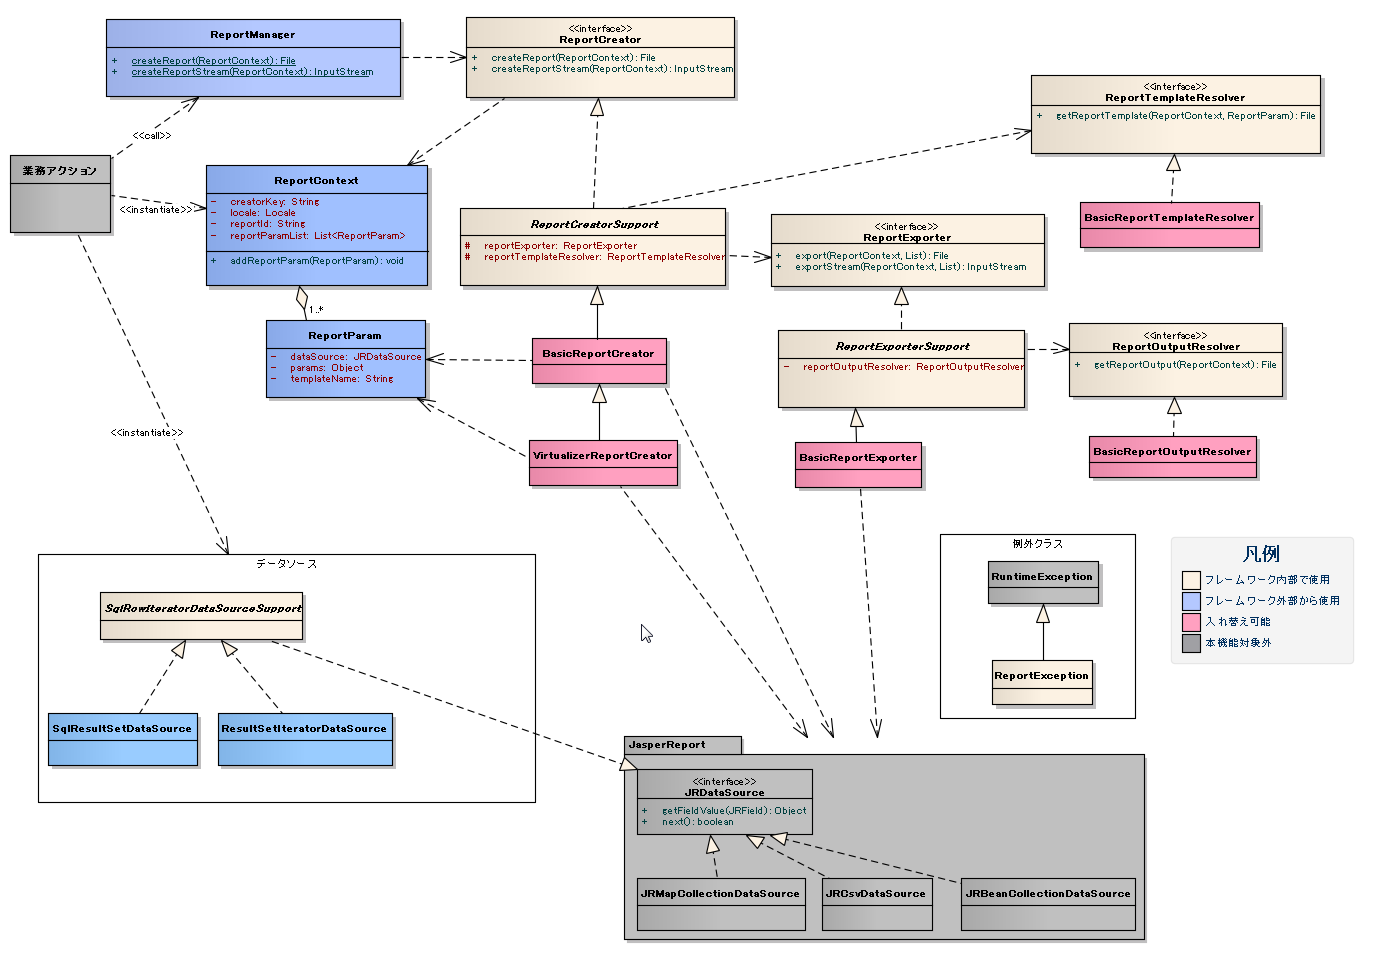 ReportManager
+ createReport(ReportContext): File
+ createReportStream(ReportContext): InputStream
<<interface>>
ReportCreator
+ createReport(ReportContext): File
+ createReportStream(ReportContext): InputStream
<<interface>>
ReportTemplateResolver
+ getReportTemplate(ReportContext, ReportParam): File
<<call>>
業務アクション
<<instantiate>>
ReportContext
- creatorKey: String
- locale: Locale
- reportId: String
- reportParamList: List<ReportParam>
+ addReportParam(ReportParam): void
ReportCreatorSupport
# reportExporter: ReportExporter
# reportTemplateResolver: ReportTemplateResolver
<<interface>>
ReportExporter
+ export(ReportContext, List): File
+ exportStream(ReportContext, List): InputStream
BasicReportTemplateResolver
1..*
ReportParam
- dataSource: JRDataSource
- params: Object
- templateName: String
BasicReportCreator
ReportExporterSupport
- reportOutputResolver: ReportOutputResolver
<<interface>>
ReportOutputResolver
+ getReportOutput(ReportContext): File
<<instantiate>>
VirtualizerReportCreator
BasicReportExporter
BasicReportOutputResolver
データソース
SqlRowIteratorDataSourceSupport
SqlResultSetDataSource
ResultSetIteratorDataSource
例外クラス
RuntimeException
ReportException
凡例
フレームワーク内部で使用
フレームワーク外部から使用
入れ替え可能
本機能対象外
JasperReport
<<interface>>
JRDataSource
+ getFieldValue(JRField): Object
+ next(): boolean
JRMapCollectionDataSource
JRCsvDataSource
JRBeanCollectionDataSource